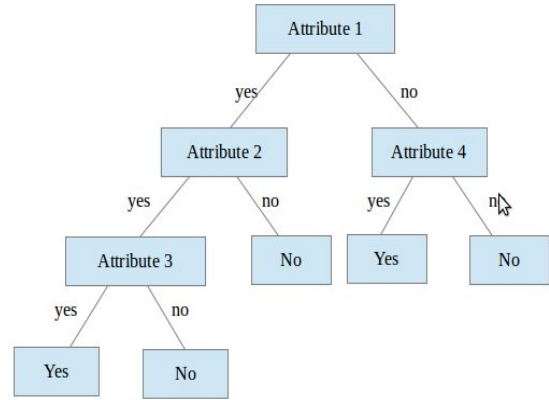 Attribute 1
yes
no
Attribute 2
Attribute 4
yes
no
yes
Attribute 3
No
Yes
No
yes
no
Yes
No